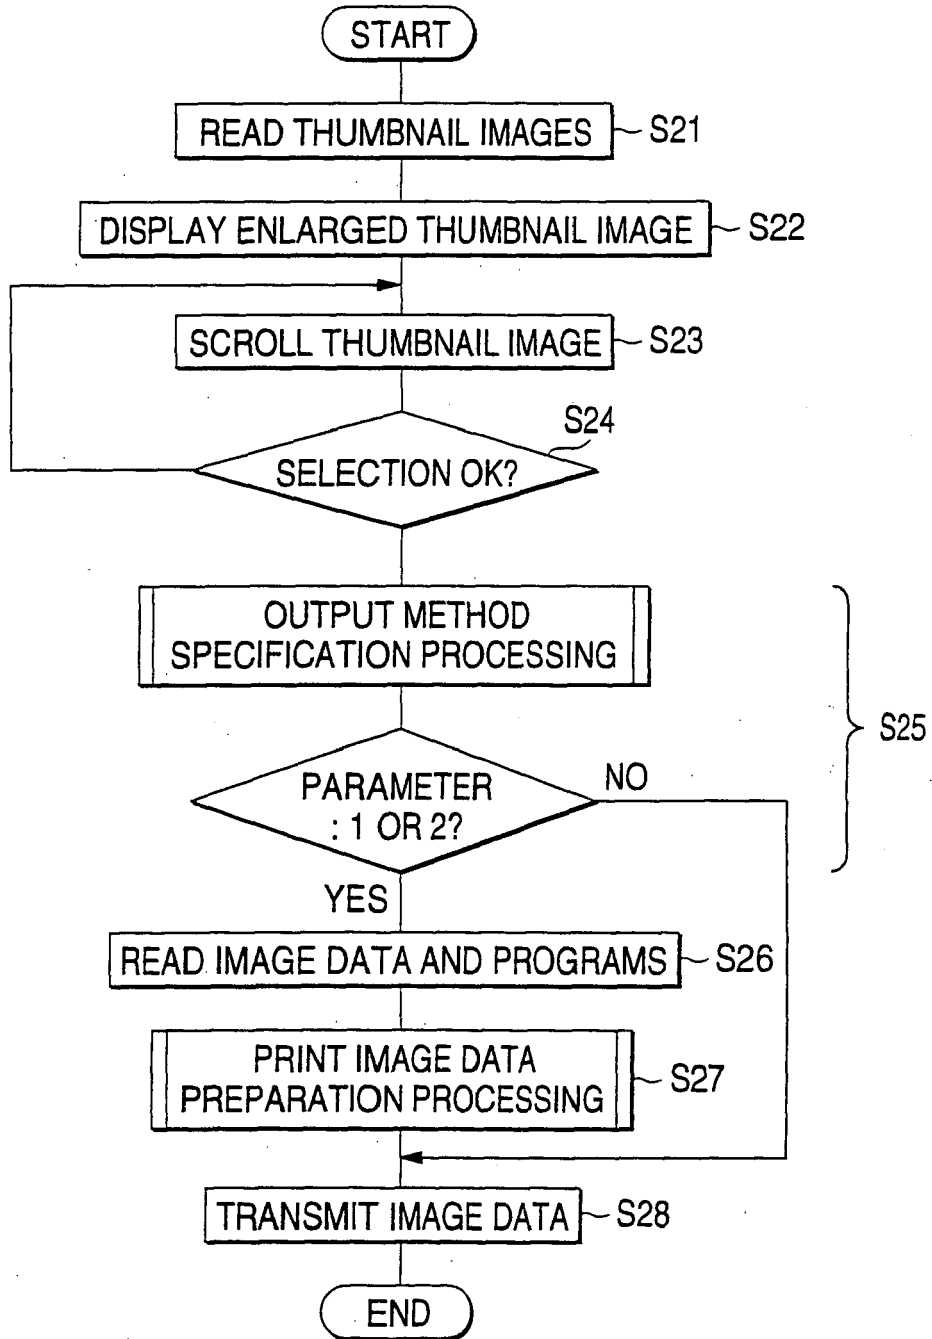 START
READ THUMBNAIL IMAGES
S21
DISPLAY ENLARGED THUMBNAIL IMAGE
S22
SCROLL THUMBNAIL IMAGE
S23
S24
SELECTION OK?
OUTPUT METHOD
SPECIFICATION PROCESSING
S25
PARAMETER
: 1 OR 2?
NO
YES
READ IMAGE DATA AND PROGRAMS
S26
PRINT IMAGE DATA
PREPARATION PROCESSING
S27
TRANSMIT IMAGE DATA
S28
END